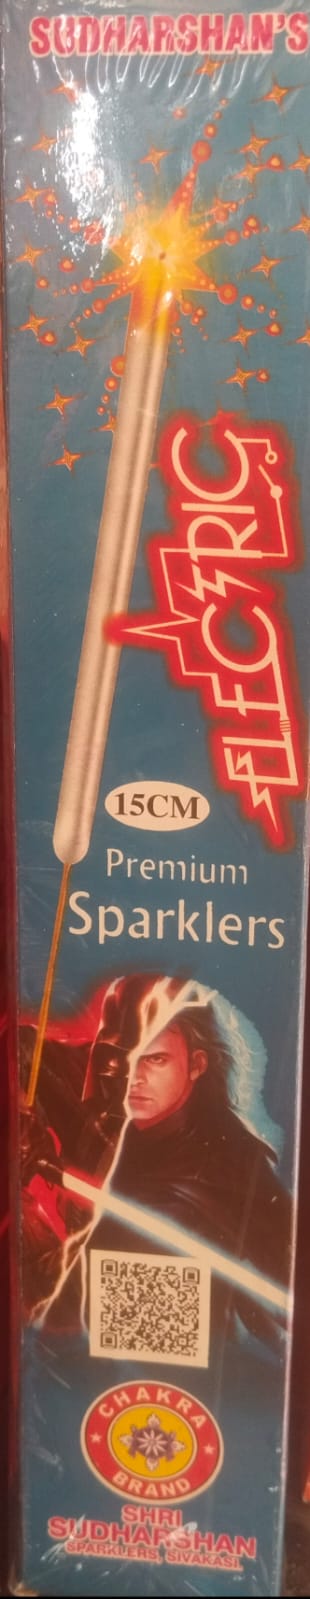 SUDHARSHAN'S
ELECTRIC
15CM
Premium
Sparklers
CHAKRA
BRAND
SHRI
SUDHARSHAN
SPARKLERS, SIVAKASI